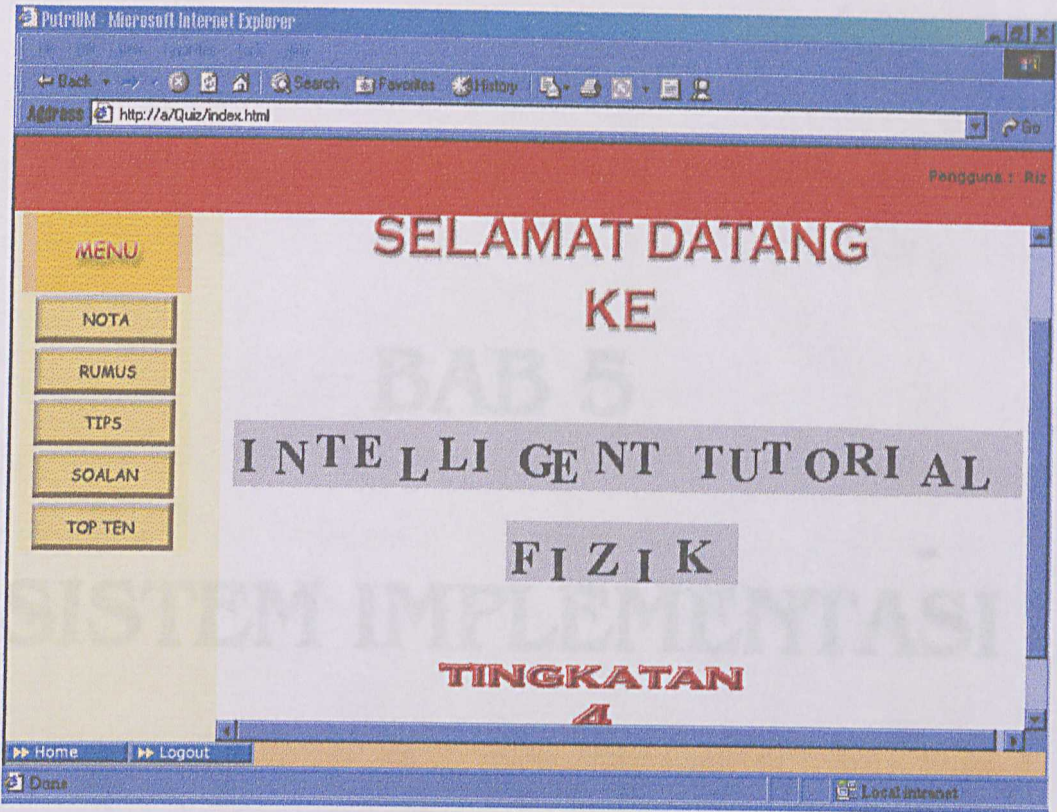 PutriUM - Microsoft Internet Explorer
Back Search Favorites History
Address http://a/Quiz/index.html Go
Pengguna : Riz
MENU
NOTA
RUMUS
TIPS
SOALAN
TOP TEN
SELAMAT DATANG
KE
INTELLIGENT TUTORIAL
FIZIK
TINGKATAN
4
BAB 5
SISTEM IMPLEMENTASI
Home Logout
Done Local intranet